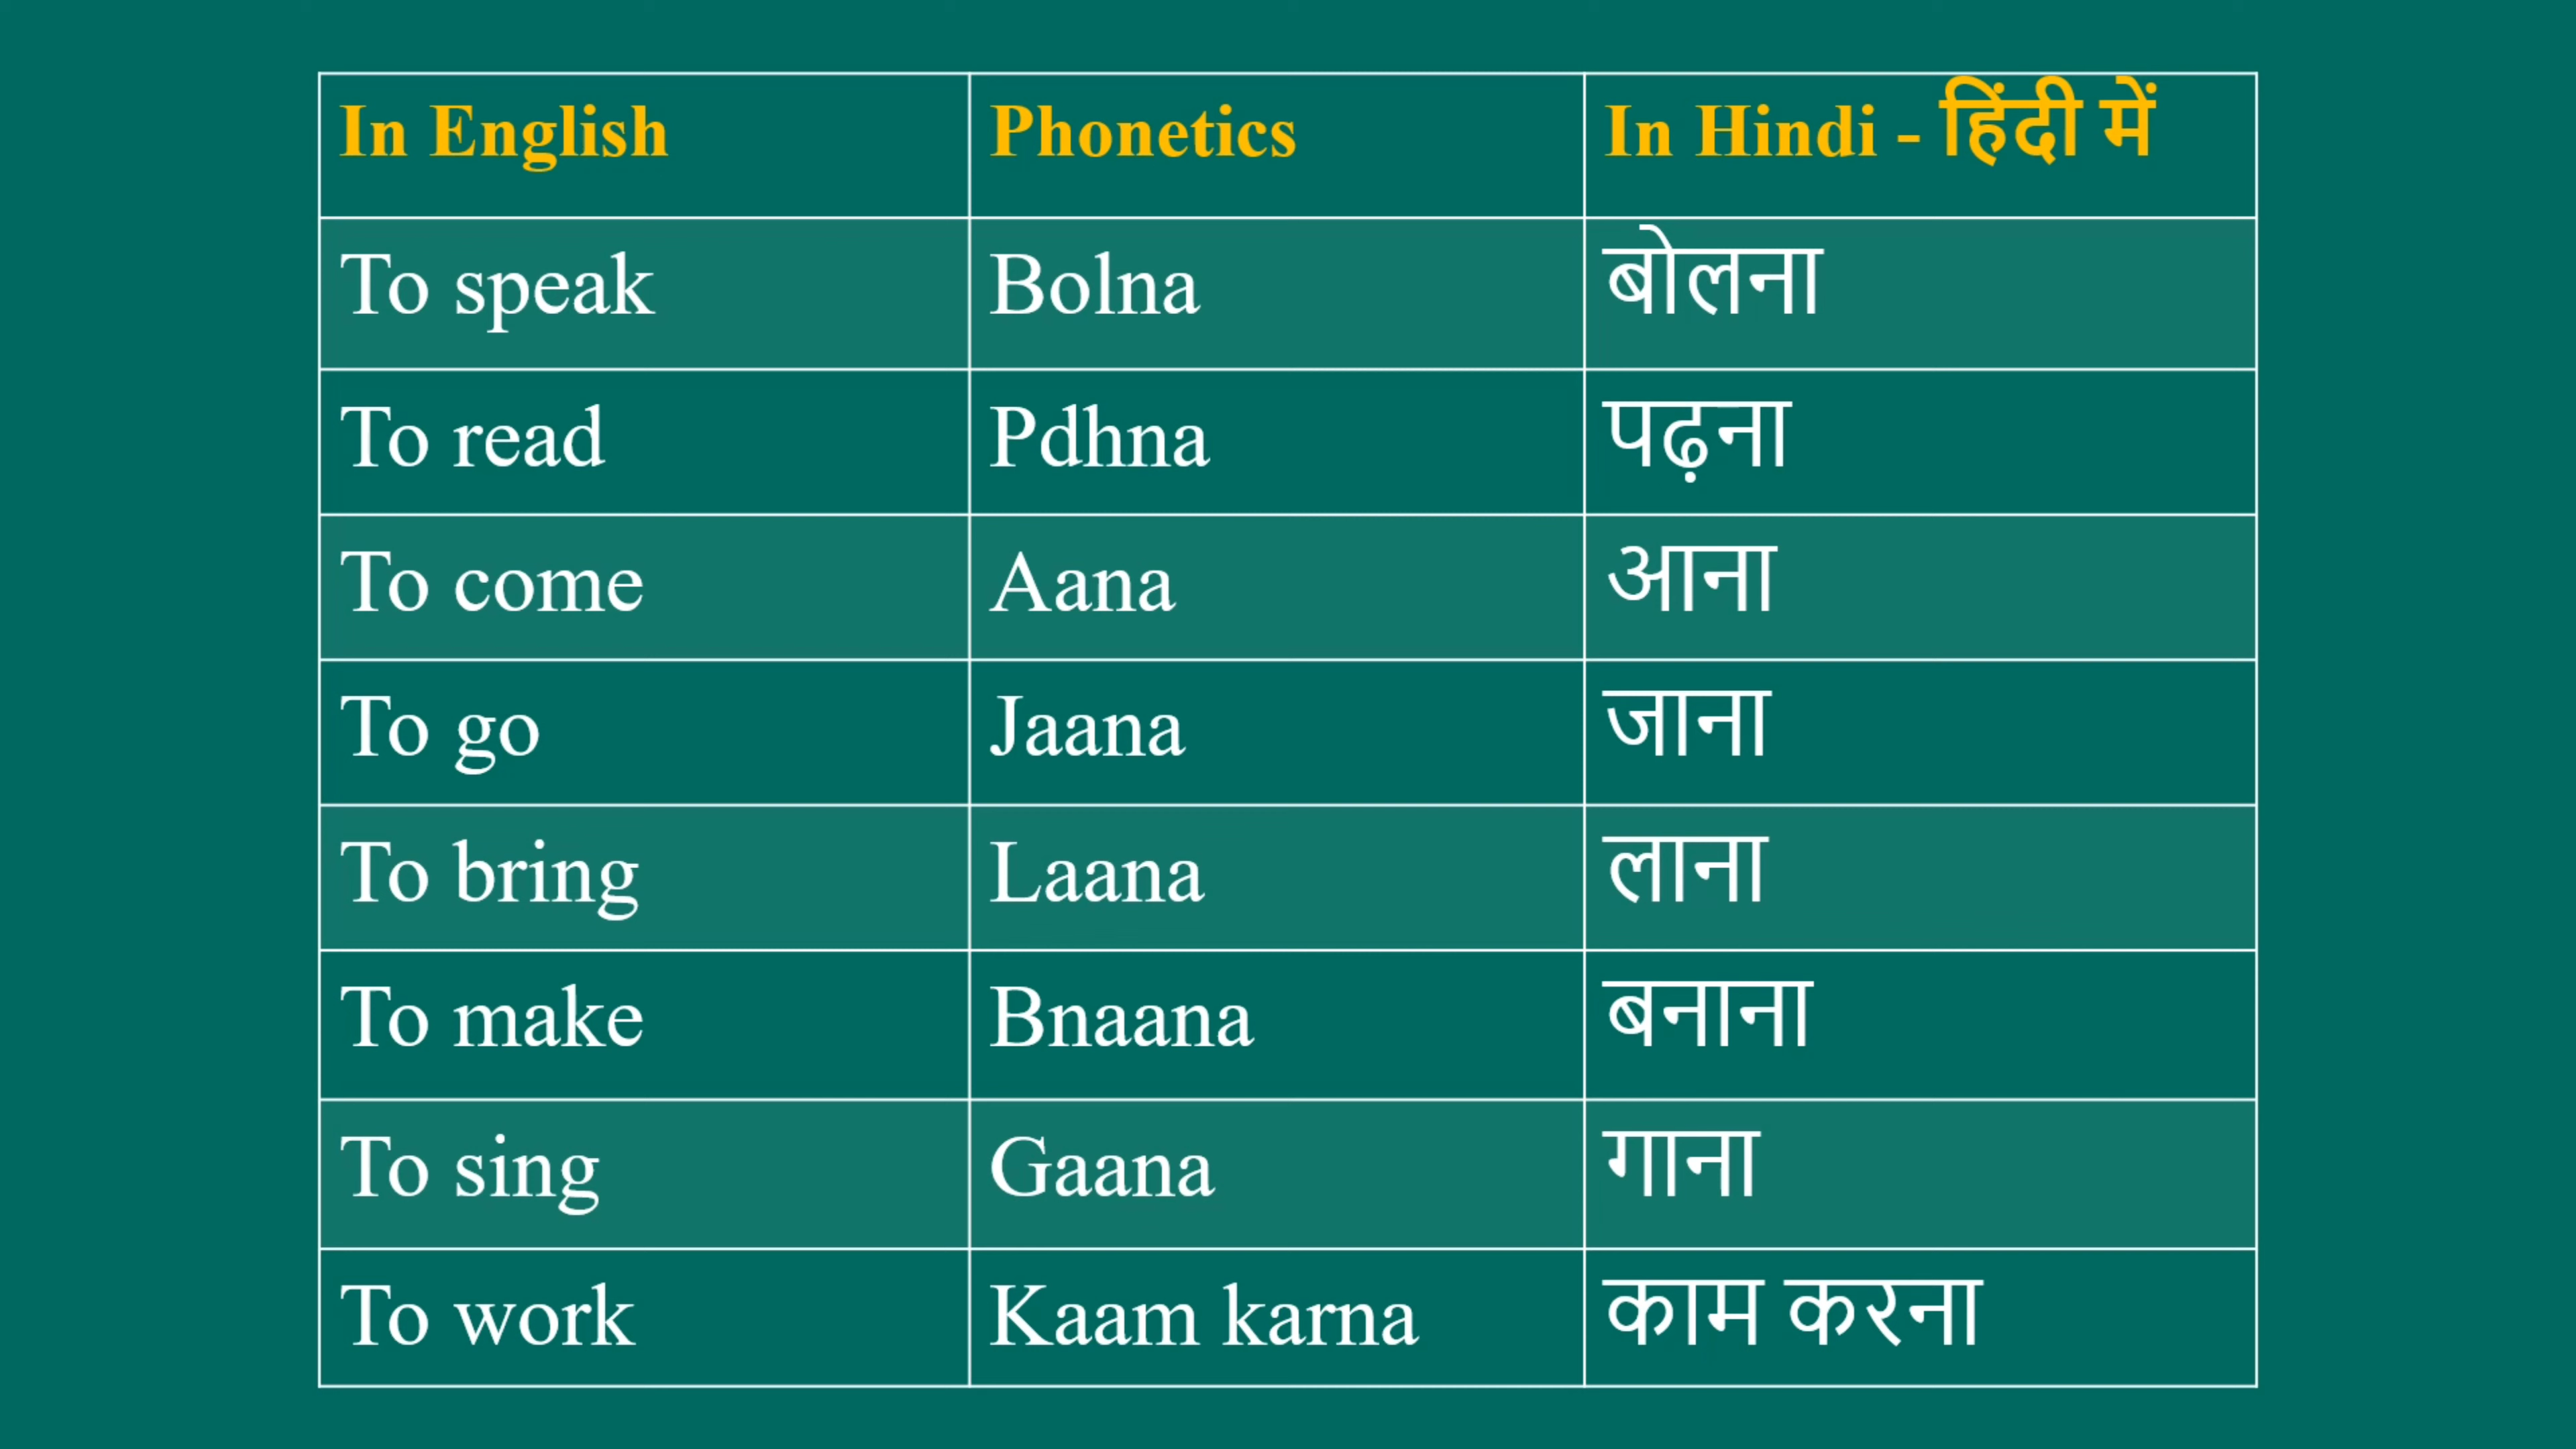 In English Phonetics In Hindi - हिंदी में
To speak Bolna बोलना
To read Pdhna पढ़ना
To come Aana आना
To go Jaana जाना
To bring Laana लाना
To make Bnaana बनाना
To sing Gaana गाना
To work Kaam karna काम करना